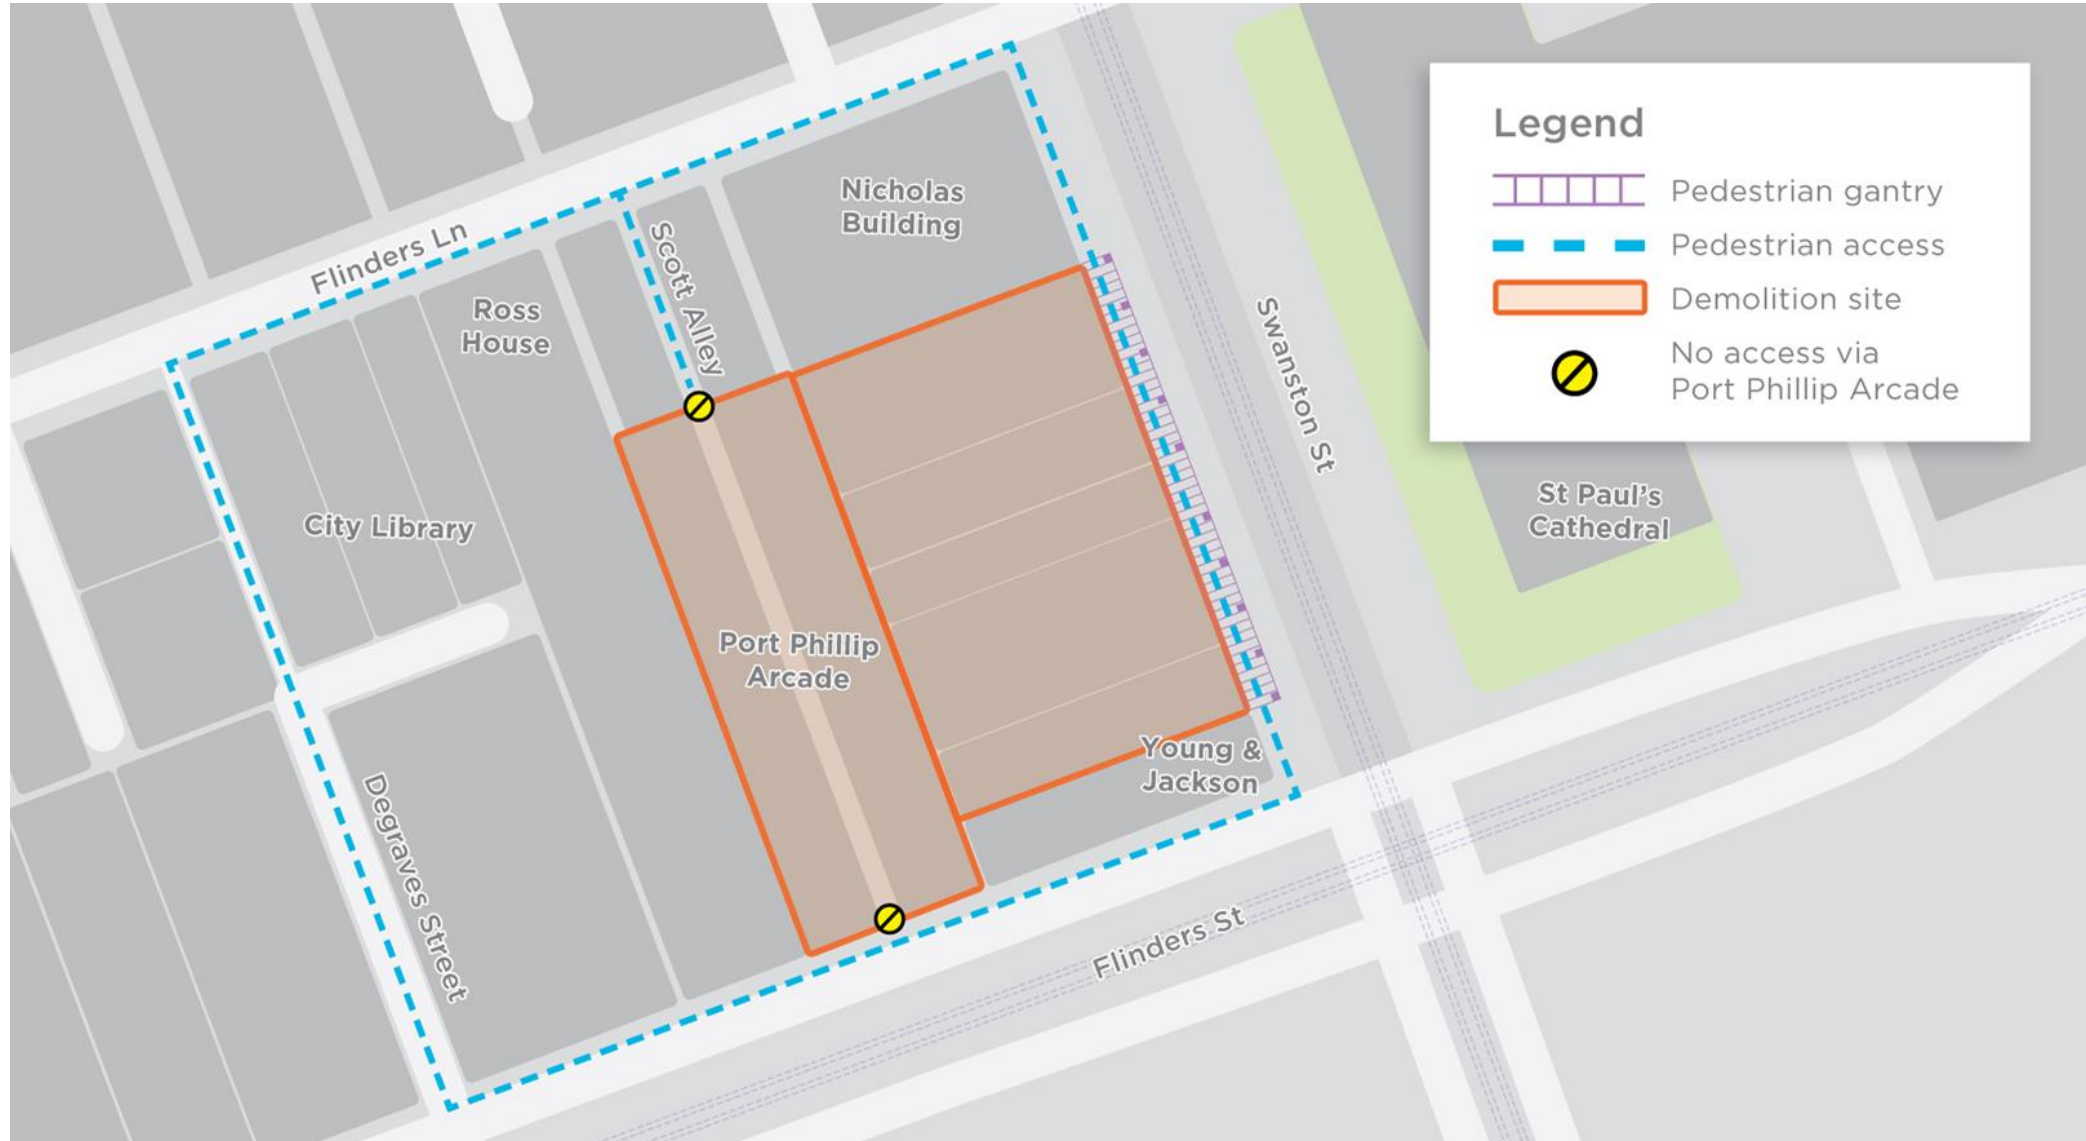 Legend
Pedestrian gantry
Pedestrian access
Demolition site
No access via
Port Phillip Arcade
Nicholas
Building
Scott Alley
Flinders Ln
Ross
House
Swanston St
City Library
St Paul's
Cathedral
Port Phillip
Arcade
Young &
Jackson
Degraves Street
Flinders St